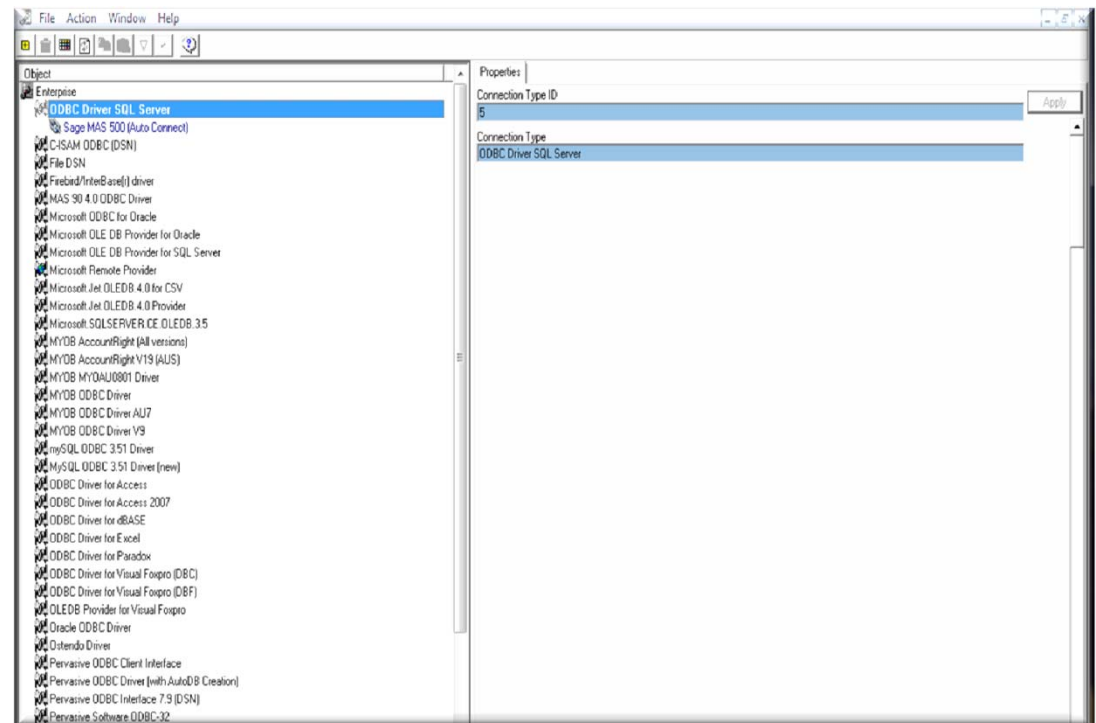 File Action Window Help
Object
Enterprise
ODBC Driver SQL Server
Sage MAS 500 (Auto Connect)
C-ISAM ODBC (DSN)
File DSN
Firebird/InterBase(r) driver
MAS 90 4.0 ODBC Driver
Microsoft ODBC for Oracle
Microsoft OLE DB Provider for Oracle
Microsoft OLE DB Provider for SQL Server
Microsoft Remote Provider
Microsoft.Jet.OLEDB.4.0 for CSV
Microsoft.Jet.OLEDB.4.0 Provider
Microsoft.SQLSERVER.CE.OLEDB.3.5
MYOB AccountRight (All versions)
MYOB AccountRight V19 (AUS)
MYOB MYOAU0801 Driver
MYOB ODBC Driver
MYOB ODBC Driver AU7
MYOB ODBC Driver V9
mySQL ODBC 3.51 Driver
MySQL ODBC 3.51 Driver (new)
ODBC Driver for Access
ODBC Driver for Access 2007
ODBC Driver for dBASE
ODBC Driver for Excel
ODBC Driver for Paradox
ODBC Driver for Visual Foxpro (DBC)
ODBC Driver for Visual Foxpro (DBF)
OLEDB Provider for Visual Foxpro
Oracle ODBC Driver
Ostendo Driver
Pervasive ODBC Client Interface
Pervasive ODBC Driver (with AutoDB Creation)
Pervasive ODBC Interface 7.9 (DSN)
Pervasive Software ODBC-32
Properties
Connection Type ID
Apply
5
Connection Type
ODBC Driver SQL Server